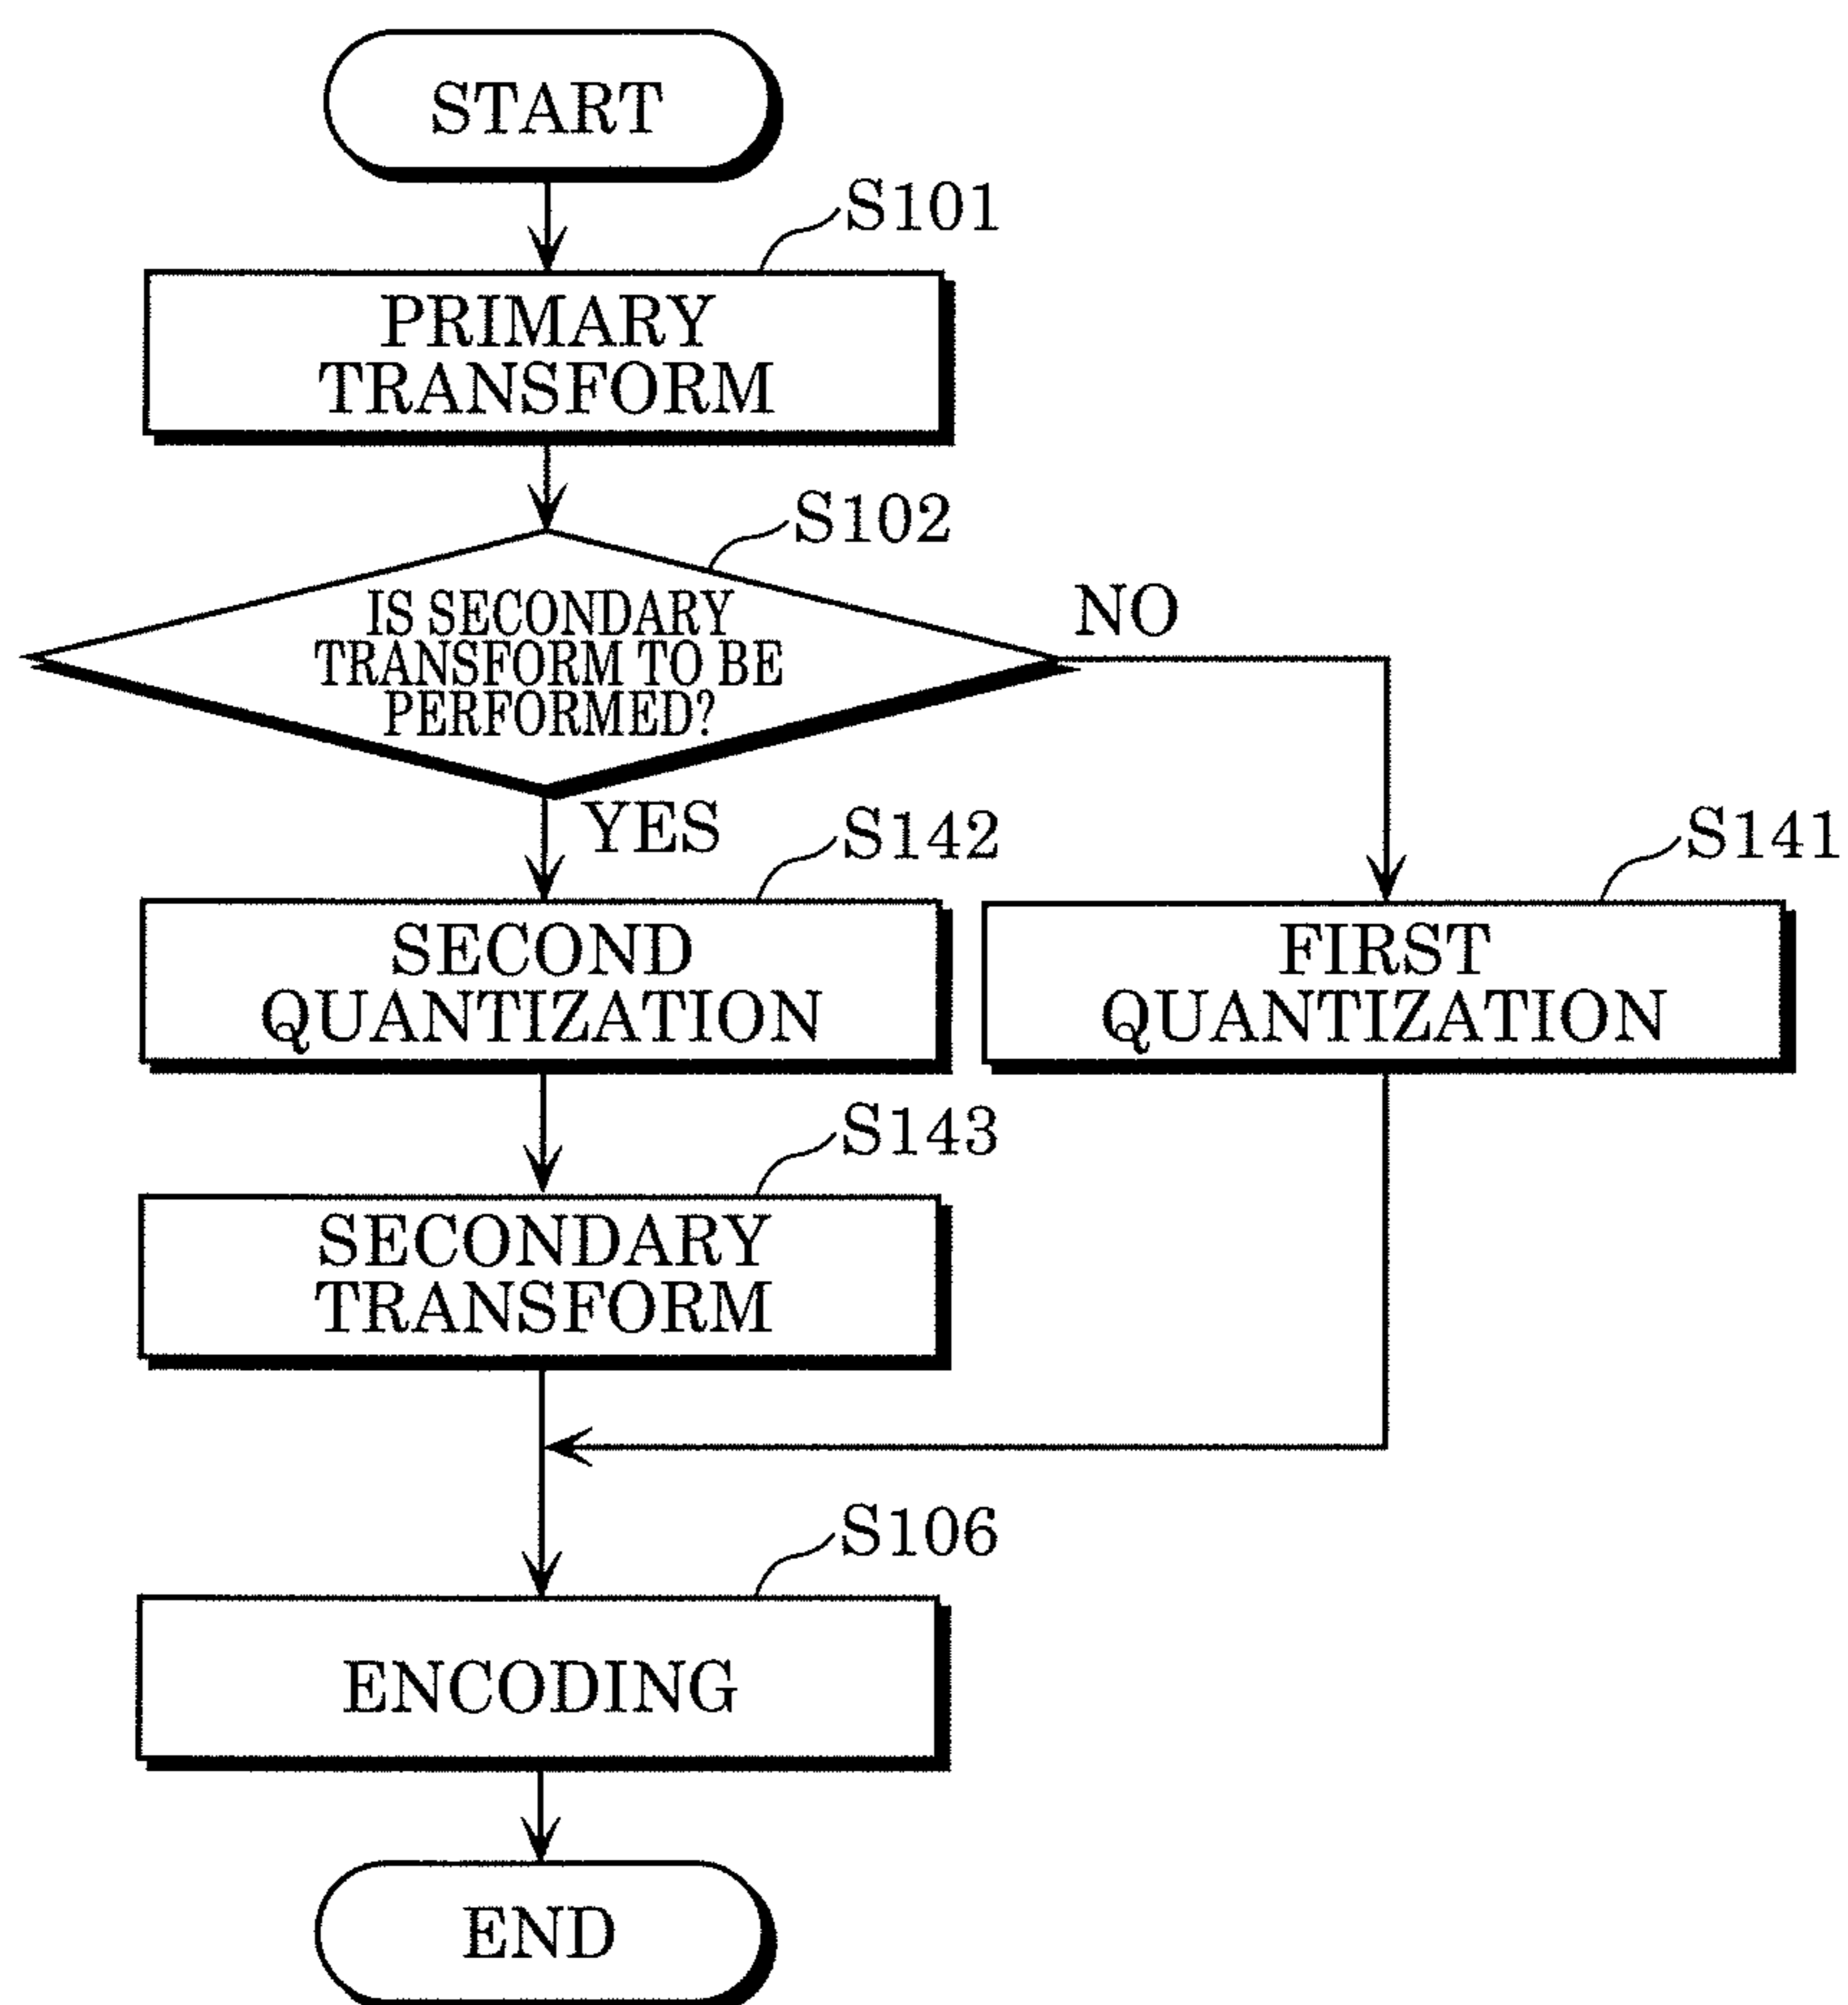 START
S101
PRIMARY
TRANSFORM
S102
IS SECONDARY
TRANSFORM TO BE
PERFORMED?
NO
YES
S142
SECOND
QUANTIZATION
S141
FIRST
QUANTIZATION
S143
SECONDARY
TRANSFORM
S106
ENCODING
END